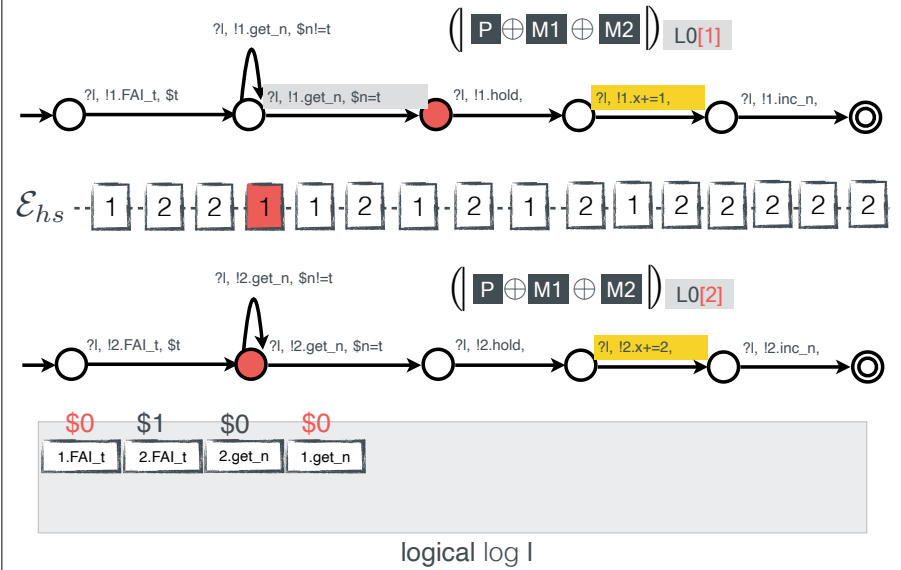 ?l, !1.get_n, $n!=t
( P ⊕ M1 ⊕ M2 ) L0[1]
?l, !1.FAI_t, $t
?l, !1.get_n, $n=t
?l, !1.hold,
?l, !1.x+=1,
?l, !1.inc_n,
ℰhs 1 2 2 1 1 2 1 2 1 2 1 2 2 2 2 2
?l, !2.get_n, $n!=t
( P ⊕ M1 ⊕ M2 ) L0[2]
?l, !2.FAI_t, $t
?l, !2.get_n, $n=t
?l, !2.hold,
?l, !2.x+=2,
?l, !2.inc_n,
$0 $1 $0 $0
1.FAI_t 2.FAI_t 2.get_n 1.get_n
logical log l